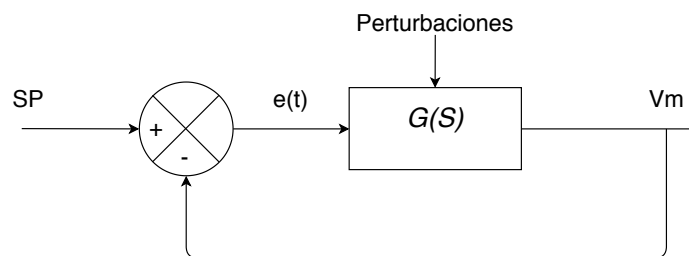 Perturbaciones
SP
e(t)
G(S)
Vm
+
-